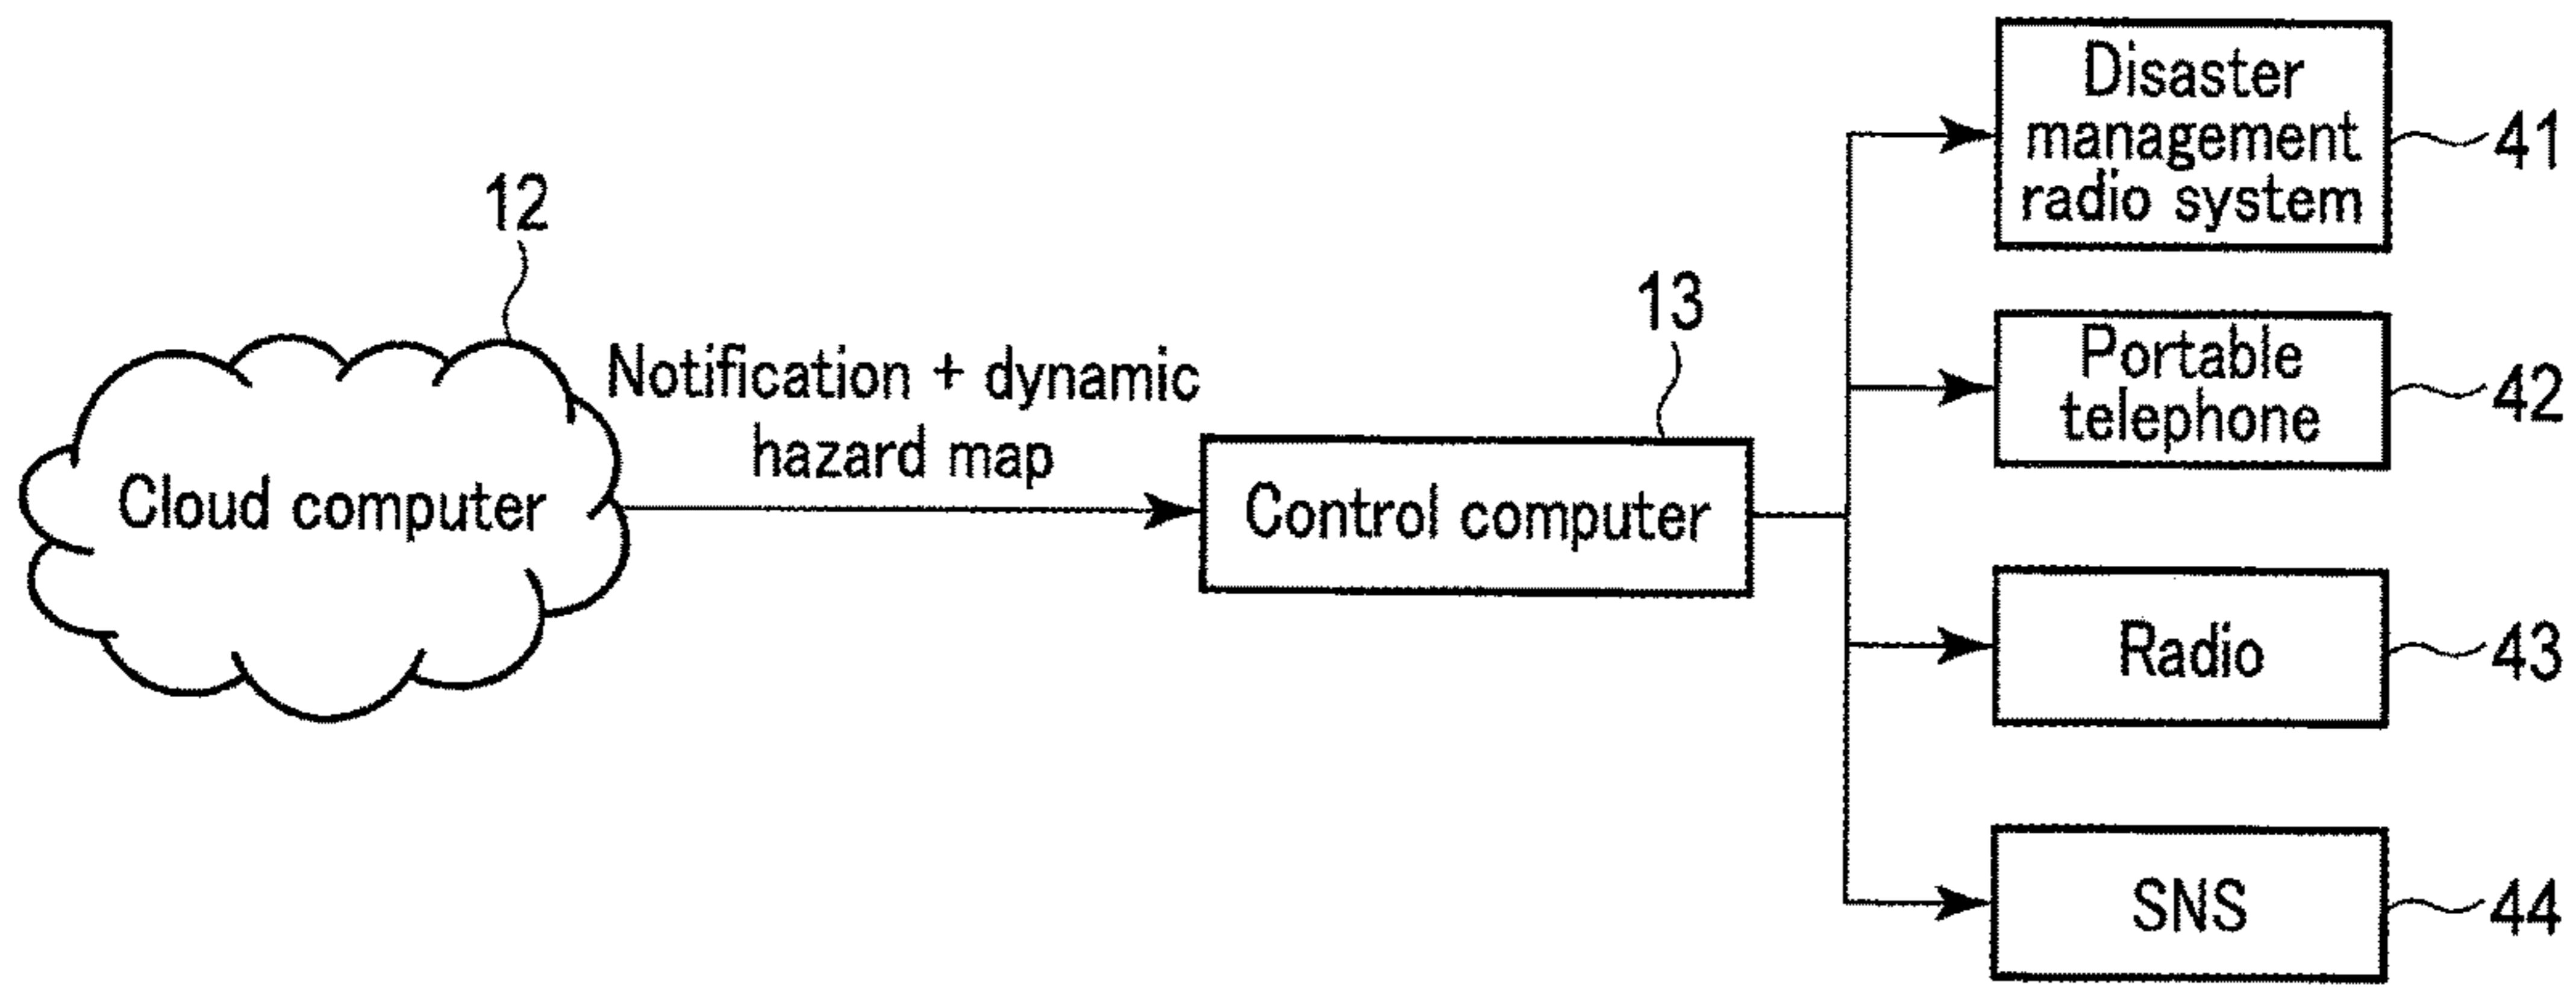 12
Cloud computer
Notification + dynamic
hazard map
13
Control computer
Disaster
management
radio system
41
Portable
telephone
42
Radio
43
SNS
44